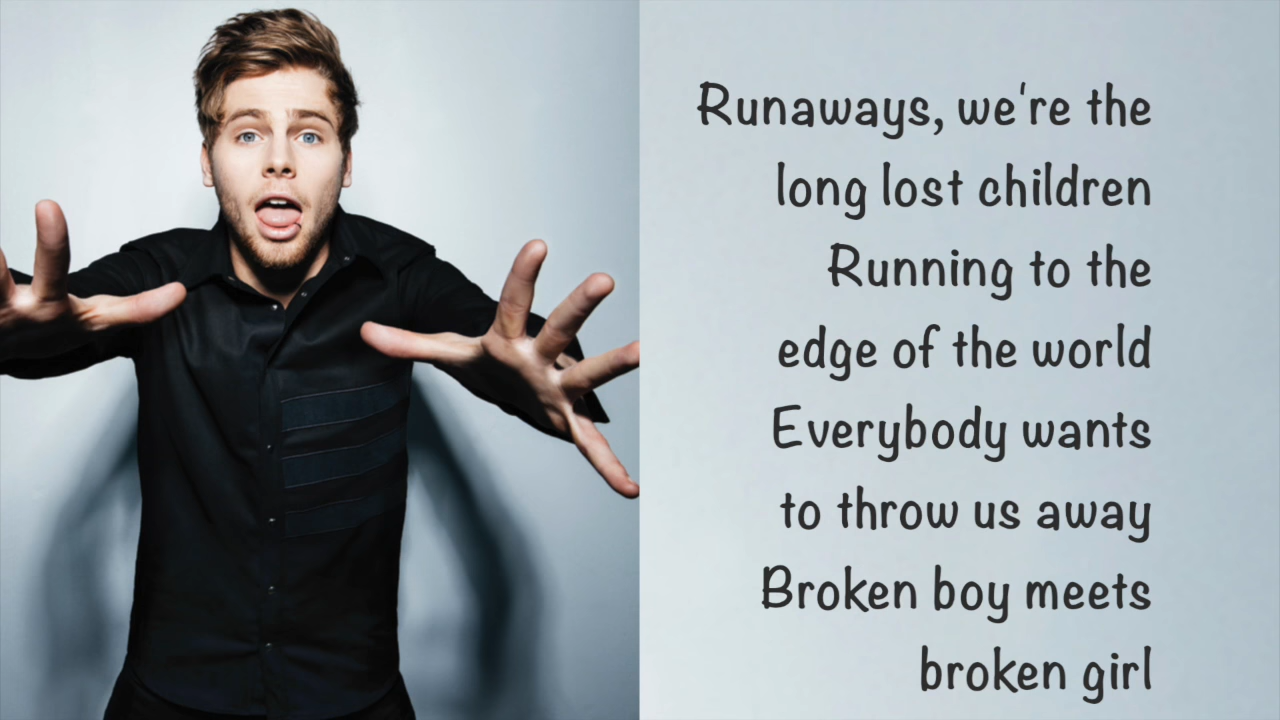 Runaways, we're the
long lost children
Running to the
edge of the world
Everybody wants
to throw us away
Broken boy meets
broken girl